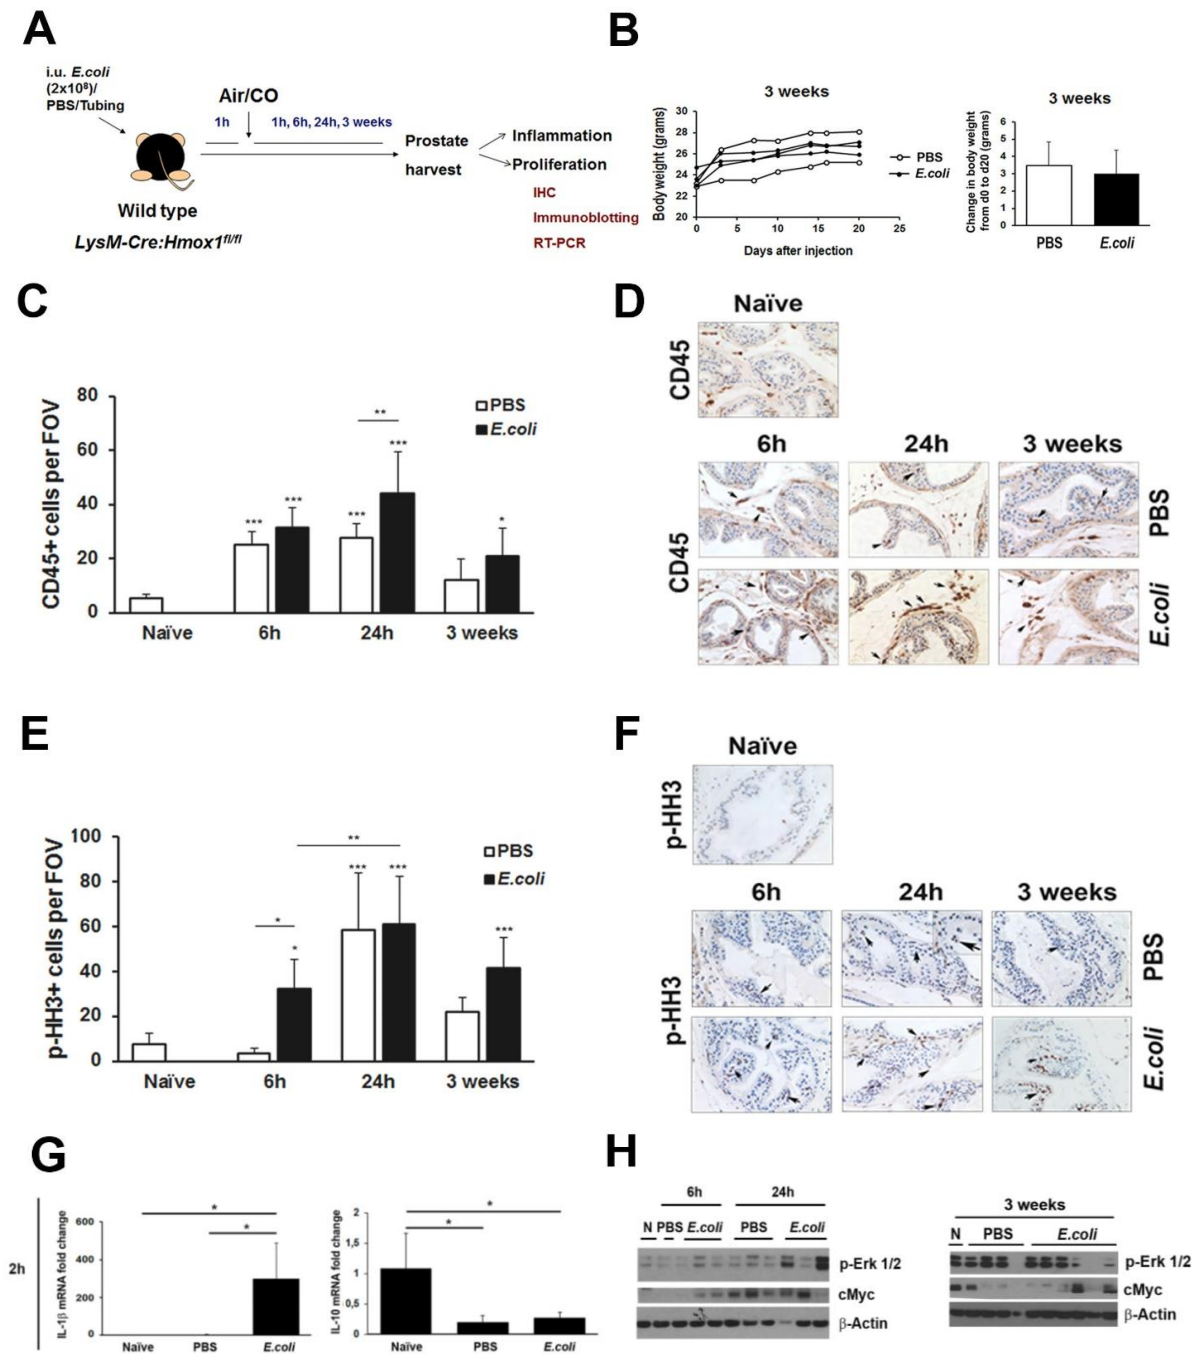 A
i.u. E.coli
(2x10⁸)/
PBS/Tubing
Air/CO
1h
1h, 6h, 24h, 3 weeks
Prostate
harvest
Inflammation
Proliferation
IHC
Immunoblotting
RT-PCR
Wild type
LysM-Cre:Hmox1fl/fl
B
3 weeks
Body weight (grams)
30
28
26
24
22
20
0 5 10 15 20 25
Days after injection
PBS
E.coli
3 weeks
Change in body weight
from d0 to d20 (grams)
6
5
4
3
2
1
0
PBS E.coli
C
CD45+ cells per FOV
80
60
40
20
0
PBS
E.coli
**
***
***
***
***
*
Naïve 6h 24h 3 weeks
D
Naïve
CD45
6h 24h 3 weeks
CD45
PBS
E.coli
E
p-HH3+ cells per FOV
100
80
60
40
20
0
PBS
E.coli
**
*
*
***
***
***
Naïve 6h 24h 3 weeks
F
Naïve
p-HH3
6h 24h 3 weeks
p-HH3
PBS
E.coli
G
2h
IL-1β mRNA fold change
600
400
200
0
*
*
Naïve PBS E.coli
IL-10 mRNA fold change
2
1,5
1
0,5
0
*
*
Naïve PBS E.coli
H
6h 24h
N PBS E.coli PBS E.coli
p-Erk 1/2
cMyc
β-Actin
3 weeks
N PBS E.coli
p-Erk 1/2
cMyc
β-Actin